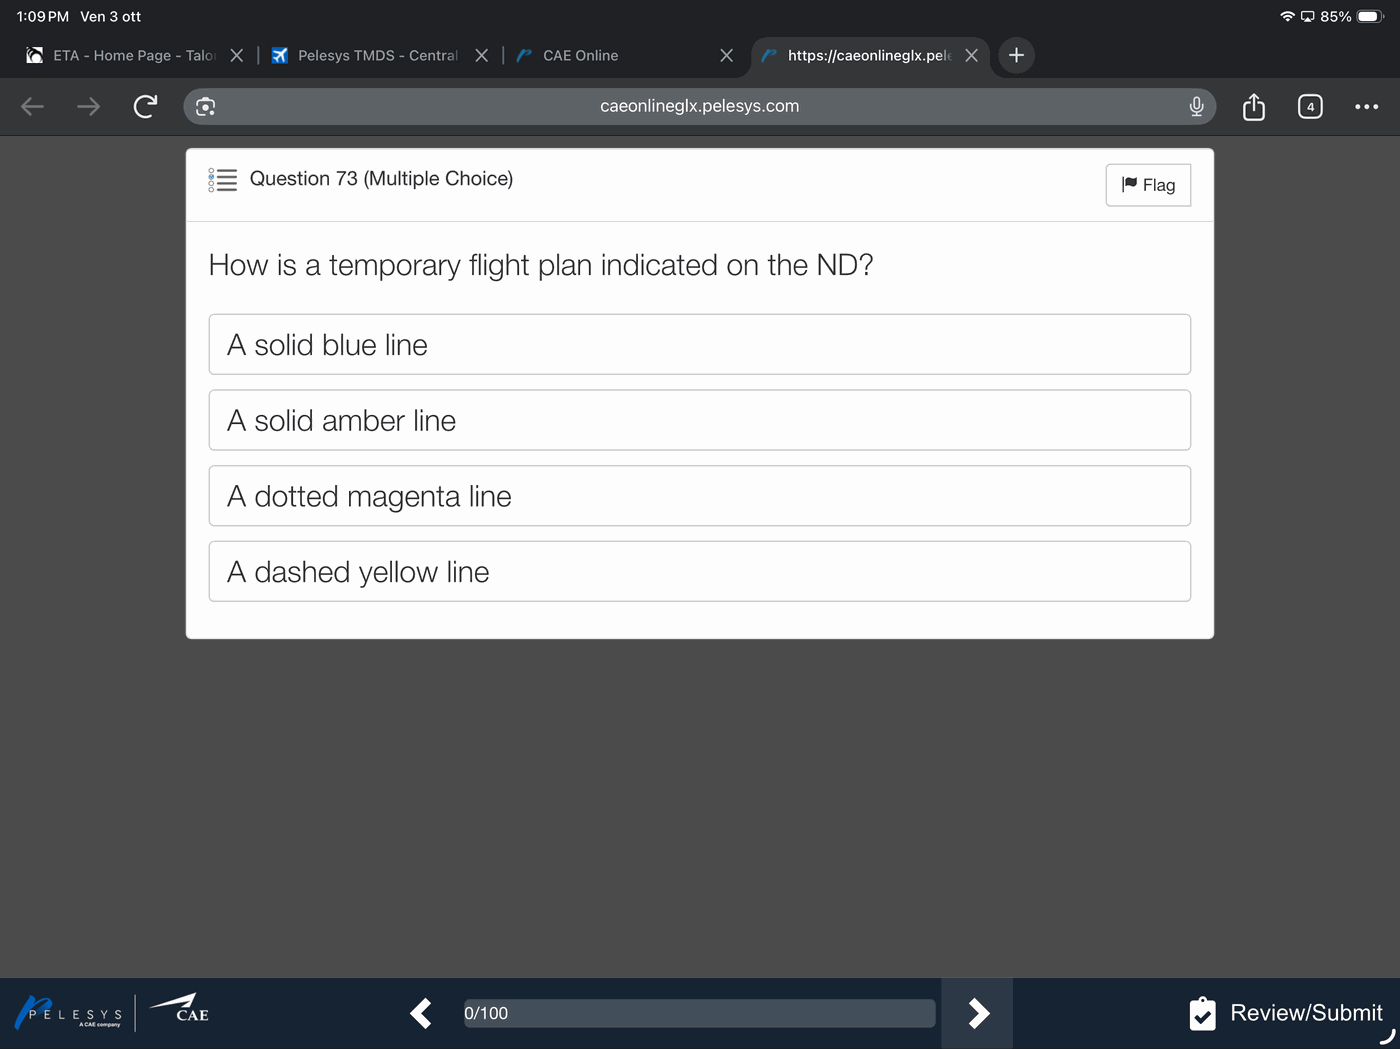 1:09 PM Ven 3 ott
85%
ETA - Home Page - Talo
Pelesys TMDS - Central
CAE Online
https://caeonlineglx.pele
caeonlineglx.pelesys.com
4
Question 73 (Multiple Choice)
Flag
How is a temporary flight plan indicated on the ND?
A solid blue line
A solid amber line
A dotted magenta line
A dashed yellow line
PELESYS
A CAE company
CAE
0/100
Review/Submit